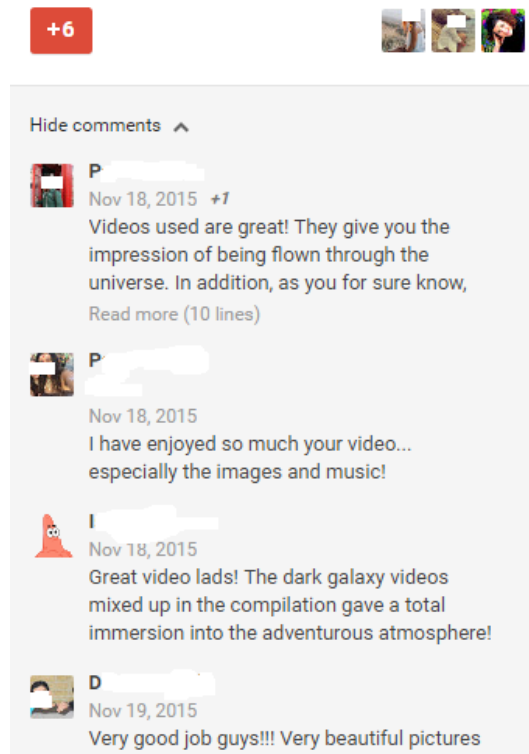 +6
Hide comments
P
Nov 18, 2015 +1
Videos used are great! They give you the
impression of being flown through the
universe. In addition, as you for sure know,
Read more (10 lines)
P
Nov 18, 2015
I have enjoyed so much your video...
especially the images and music!
I
Nov 18, 2015
Great video lads! The dark galaxy videos
mixed up in the compilation gave a total
immersion into the adventurous atmosphere!
D
Nov 19, 2015
Very good job guys!!! Very beautiful pictures